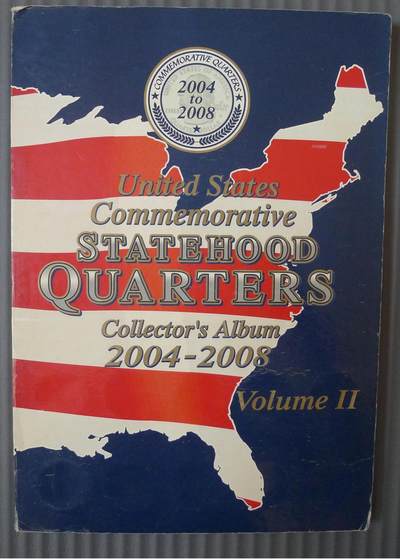 COMMEMORATIVE QUARTERS
2004
to
2008
United States
Commemorative
STATEHOOD
QUARTERS
Collector's Album
2004-2008
Volume II